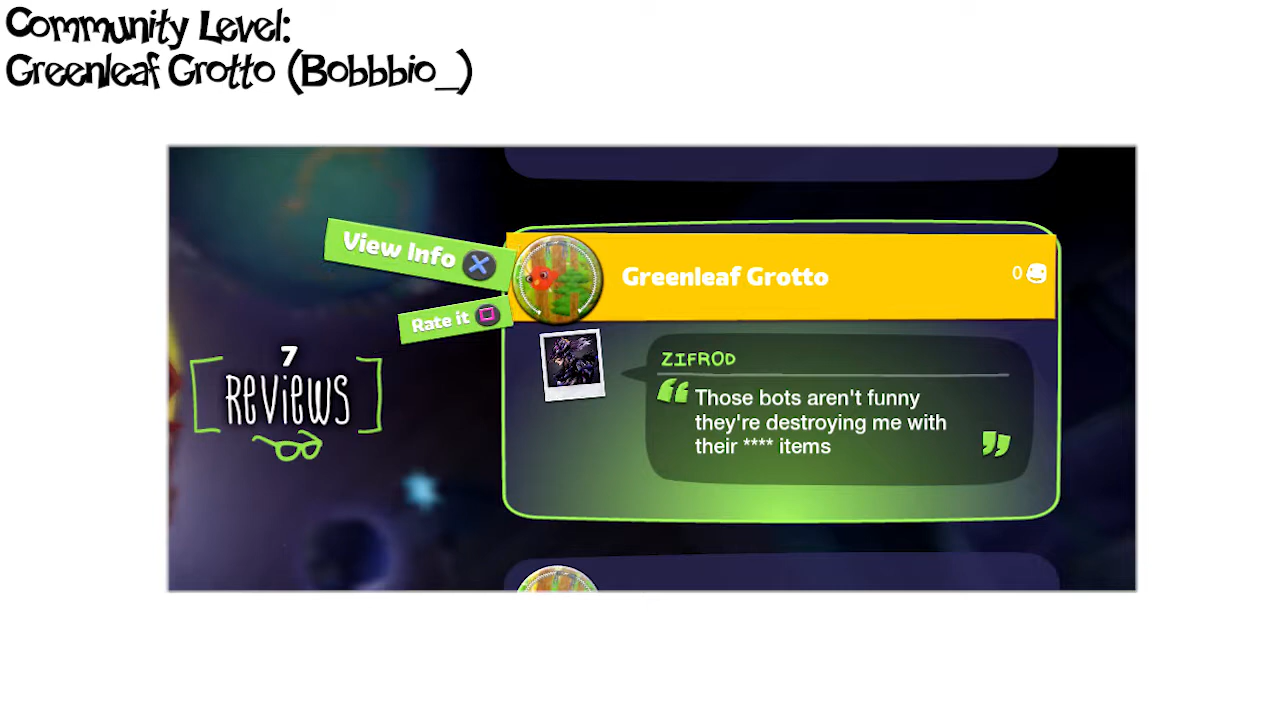 Community Level:
Greenleaf Grotto (Bobbbio_)
View Info
Greenleaf Grotto
0
Rate it
7
Reviews
ZIFROD
“ Those bots aren't funny
they're destroying me with
their **** items ”